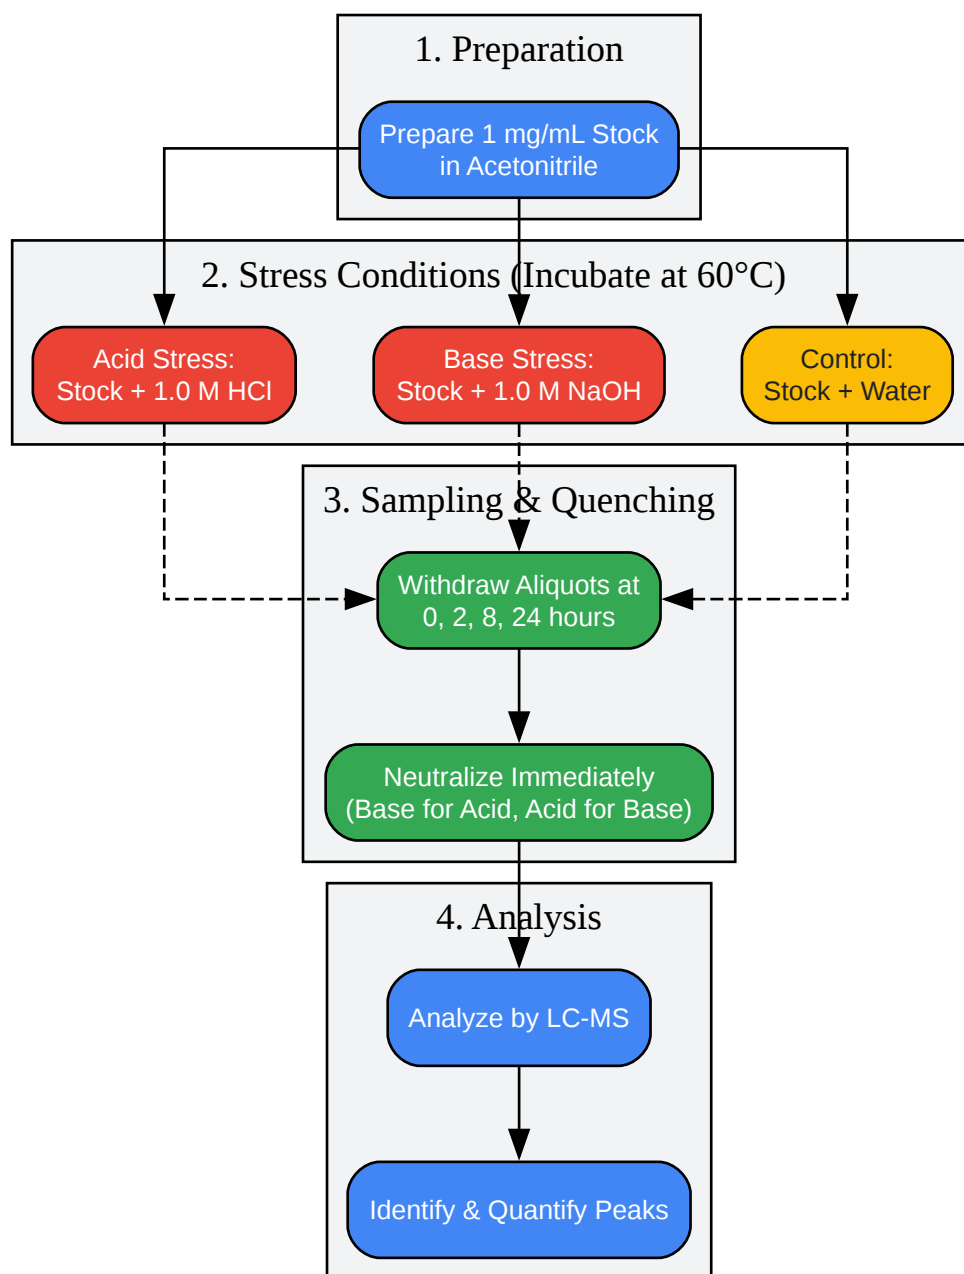 1. Preparation
Prepare 1 mg/mL Stock
in Acetonitrile
2. Stress Conditions (Incubate at 60°C)
Acid Stress:
Stock + 1.0 M HCl
Base Stress:
Stock + 1.0 M NaOH
Control:
Stock + Water
3. Sampling & Quenching
Withdraw Aliquots at
0, 2, 8, 24 hours
Neutralize Immediately
(Base for Acid, Acid for Base)
4. Analysis
Analyze by LC-MS
Identify & Quantify Peaks